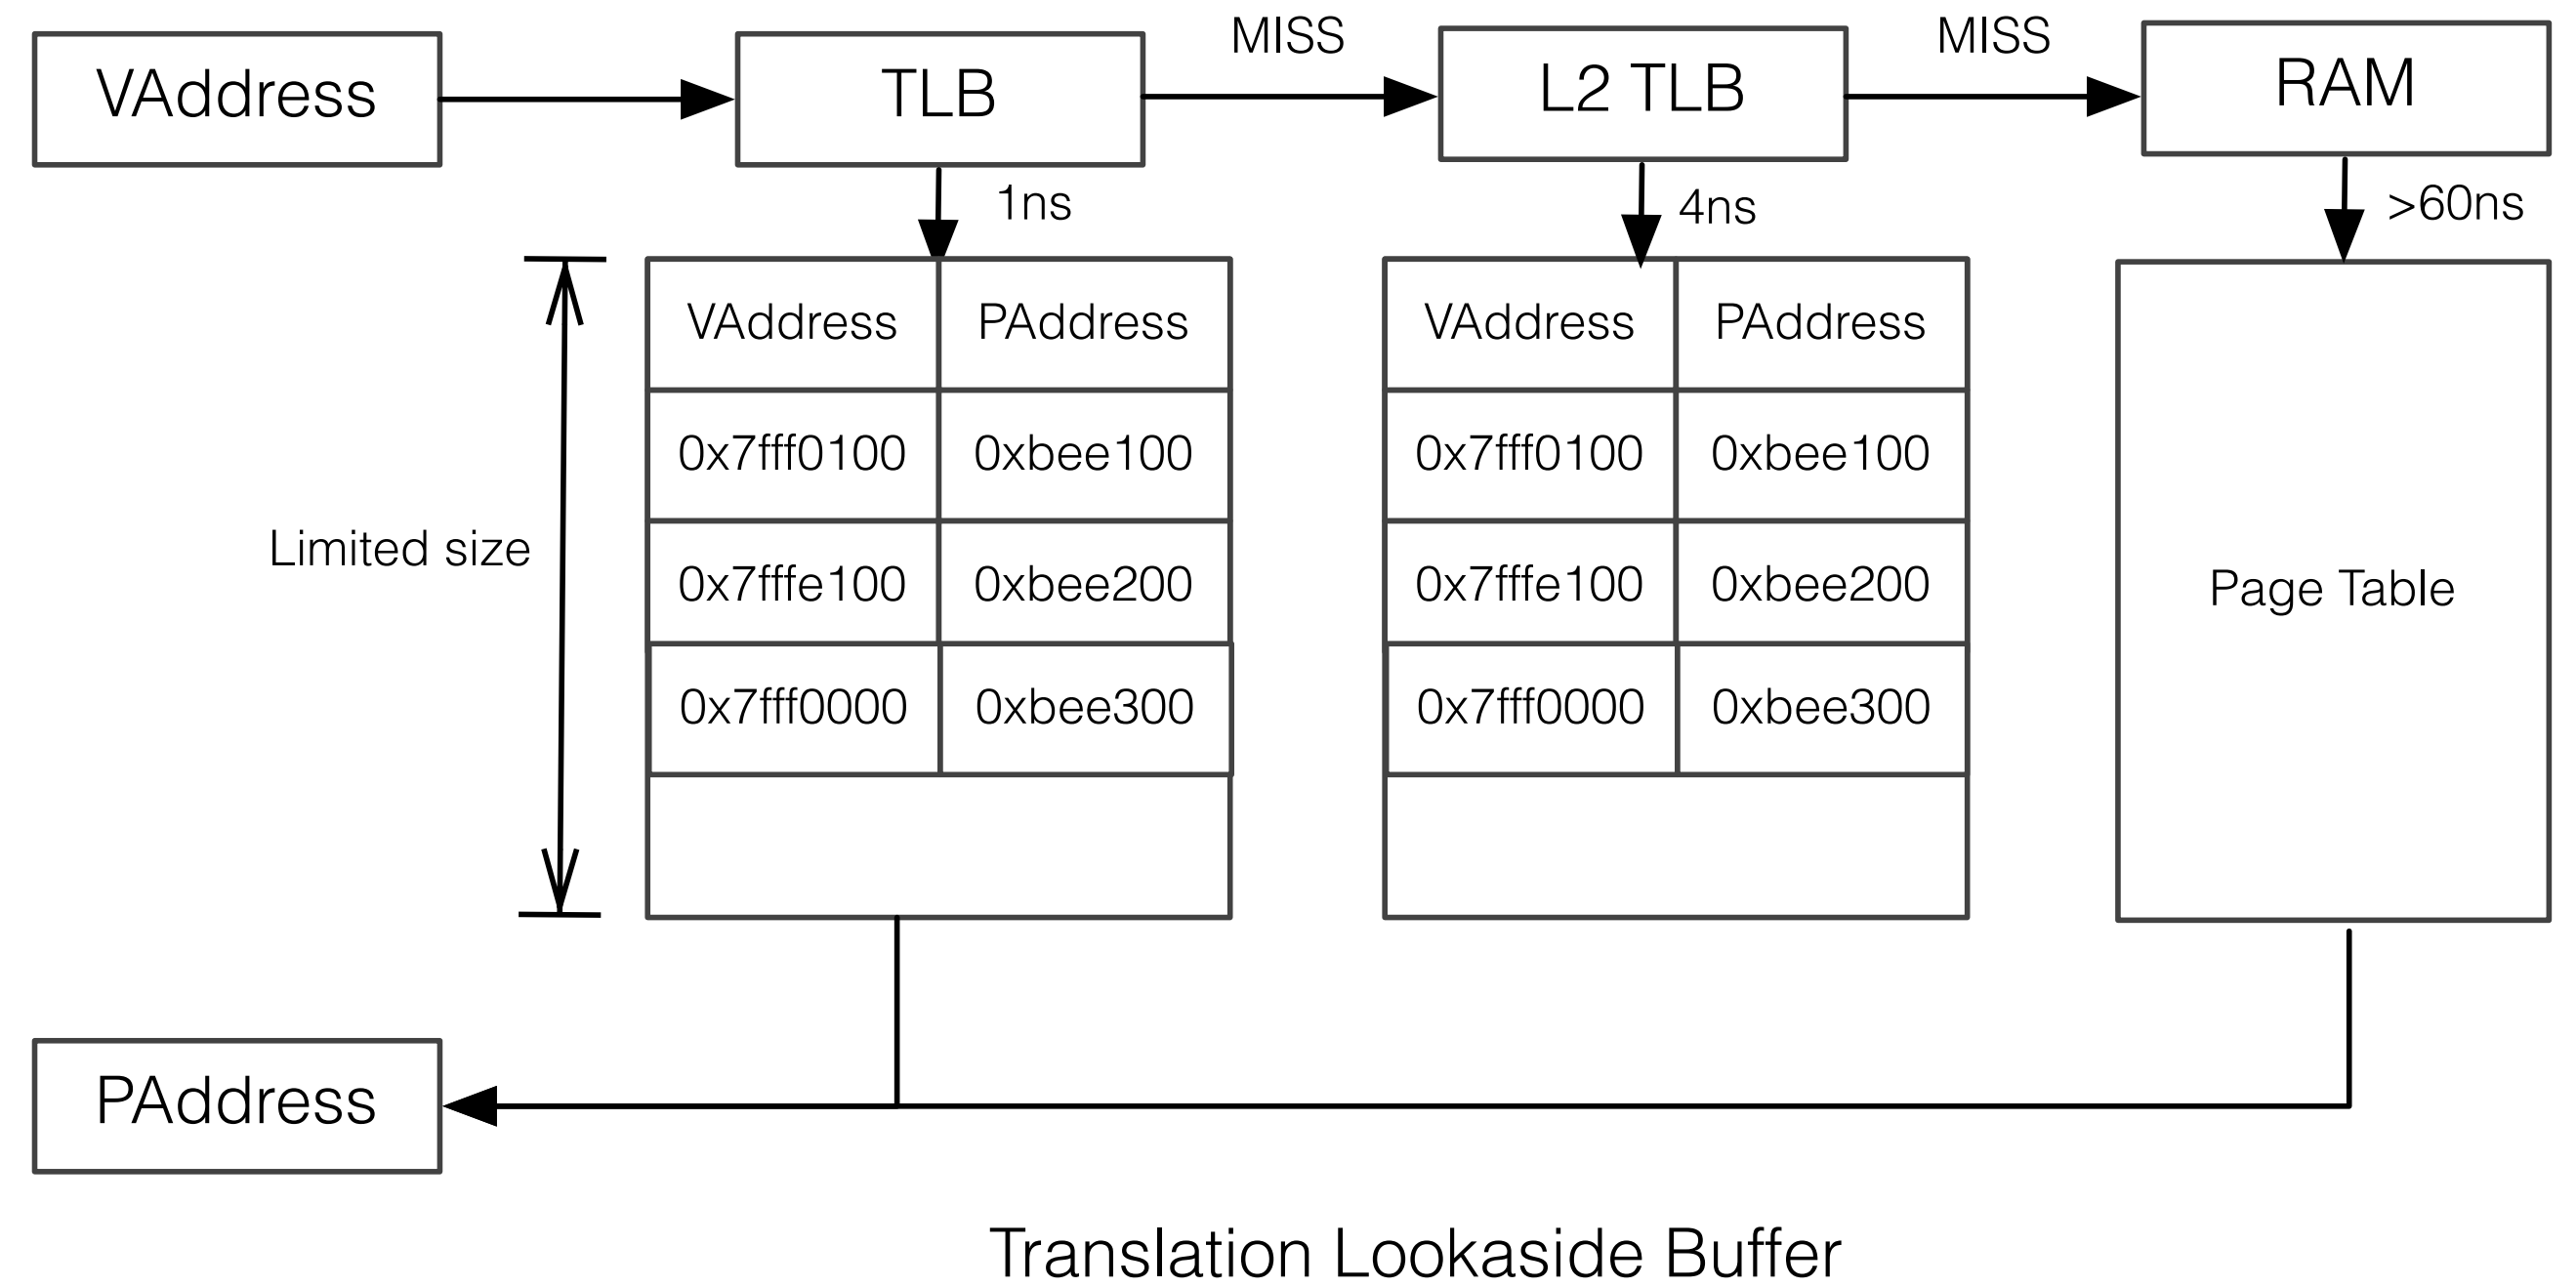 VAddress
TLB
MISS
L2 TLB
MISS
RAM
1ns
4ns
>60ns
VAddress PAddress
0x7fff0100 0xbee100
0x7fffe100 0xbee200
0x7fff0000 0xbee300
Limited size
VAddress PAddress
0x7fff0100 0xbee100
0x7fffe100 0xbee200
0x7fff0000 0xbee300
Page Table
PAddress
Translation Lookaside Buffer